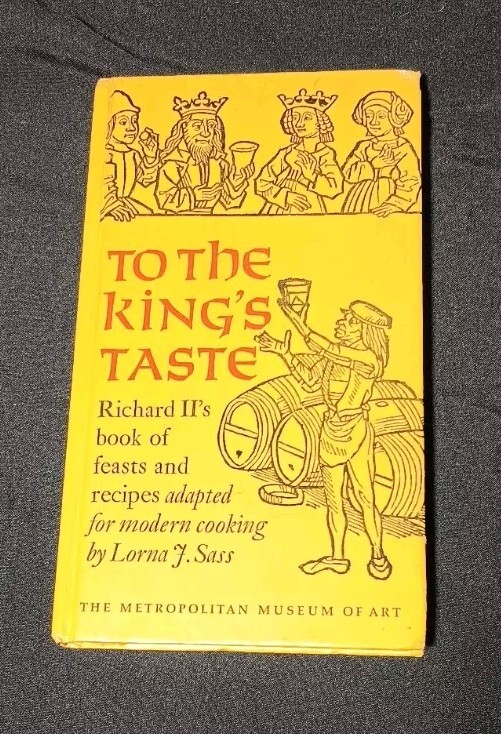 TO THE
KING'S
TASTE
Richard II's
book of
feasts and
recipes adapted
for modern cooking
by Lorna J. Sass
THE METROPOLITAN MUSEUM OF ART